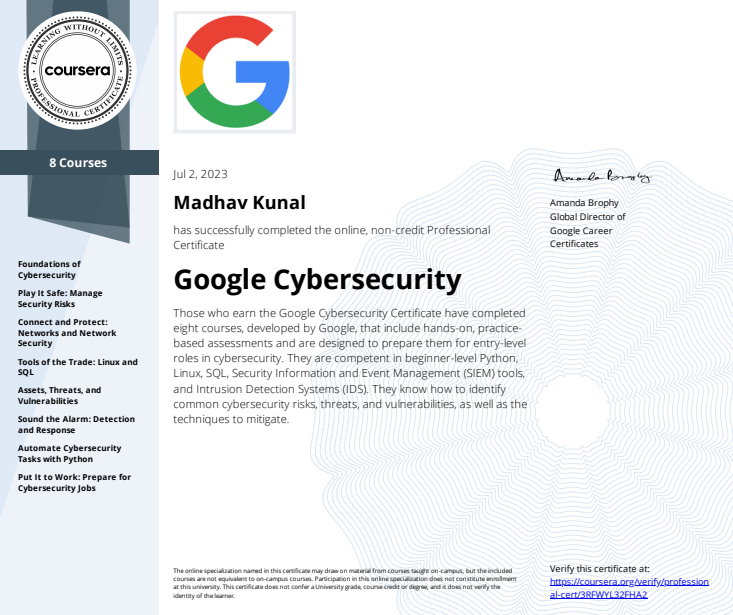 LEARNING WITHOUT LIMITS
coursera
PROFESSIONAL CERTIFICATE
8 Courses
Foundations of
Cybersecurity
Play It Safe: Manage
Security Risks
Connect and Protect:
Networks and Network
Security
Tools of the Trade: Linux and
SQL
Assets, Threats, and
Vulnerabilities
Sound the Alarm: Detection
and Response
Automate Cybersecurity
Tasks with Python
Put It to Work: Prepare for
Cybersecurity Jobs
Jul 2, 2023
Madhav Kunal
has successfully completed the online, non-credit Professional
Certificate
Google Cybersecurity
Those who earn the Google Cybersecurity Certificate have completed
eight courses, developed by Google, that include hands-on, practice-
based assessments and are designed to prepare them for entry-level
roles in cybersecurity. They are competent in beginner-level Python,
Linux, SQL, Security Information and Event Management (SIEM) tools,
and Intrusion Detection Systems (IDS). They know how to identify
common cybersecurity risks, threats, and vulnerabilities, as well as the
techniques to mitigate.
Amanda Brophy
Amanda Brophy
Global Director of
Google Career
Certificates
The online specialization named in this certificate may draw on material from courses taught on-campus, but the included
courses are not equivalent to on-campus courses. Participation in this online specialization does not constitute enrollment
at this university. This certificate does not confer a University grade, course credit or degree, and it does not verify the
identity of the learner.
Verify this certificate at:
https://coursera.org/verify/profession
al-cert/3RFWYL32FHA2